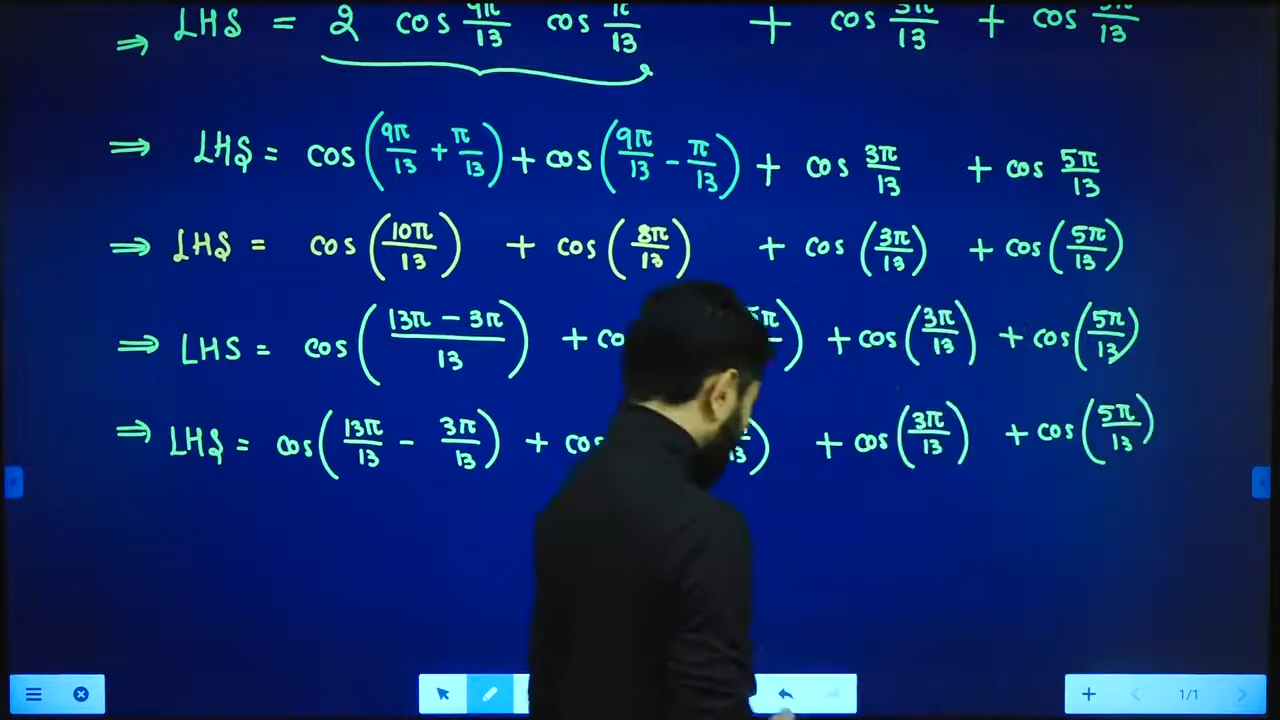 ⇒ LHS = 2 cos 9π/13 cos π/13 + cos 3π/13 + cos 5π/13
⇒ LHS = cos(9π/13 + π/13) + cos(9π/13 - π/13) + cos 3π/13 + cos 5π/13
⇒ LHS = cos(10π/13) + cos(8π/13) + cos(3π/13) + cos(5π/13)
⇒ LHS = cos((13π - 3π)/13) + co 5π ) + cos(3π/13) + cos(5π/13)
⇒ LHS = cos(13π/13 - 3π/13) + cos 13) + cos(3π/13) + cos(5π/13)
1/1